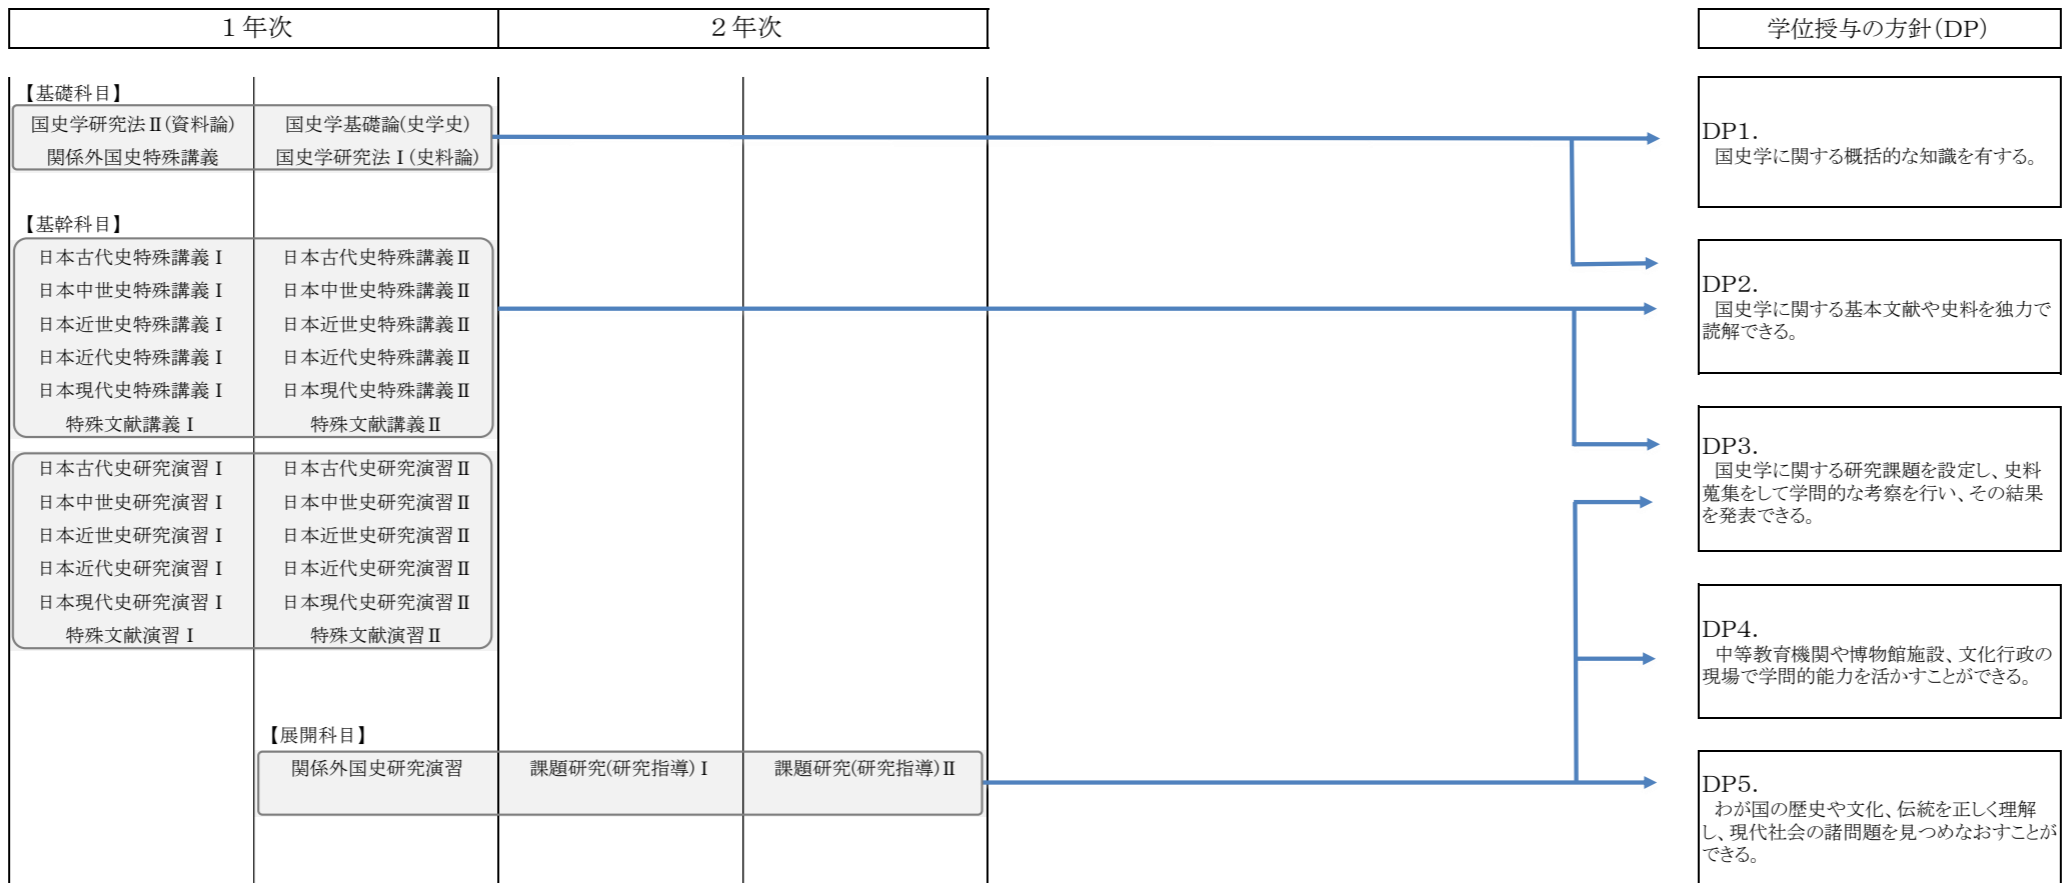 1年次
2年次
学位授与の方針(DP)
【基礎科目】
国史学研究法Ⅱ(資料論)
国史学基礎論(史学史)
関係外国史特殊講義
国史学研究法Ⅰ(史料論)
【基幹科目】
日本古代史特殊講義Ⅰ
日本古代史特殊講義Ⅱ
日本中世史特殊講義Ⅰ
日本中世史特殊講義Ⅱ
日本近世史特殊講義Ⅰ
日本近世史特殊講義Ⅱ
日本近代史特殊講義Ⅰ
日本近代史特殊講義Ⅱ
日本現代史特殊講義Ⅰ
日本現代史特殊講義Ⅱ
特殊文献講義Ⅰ
特殊文献講義Ⅱ
日本古代史研究演習Ⅰ
日本古代史研究演習Ⅱ
日本中世史研究演習Ⅰ
日本中世史研究演習Ⅱ
日本近世史研究演習Ⅰ
日本近世史研究演習Ⅱ
日本近代史研究演習Ⅰ
日本近代史研究演習Ⅱ
日本現代史研究演習Ⅰ
日本現代史研究演習Ⅱ
特殊文献演習Ⅰ
特殊文献演習Ⅱ
【展開科目】
関係外国史研究演習
課題研究(研究指導)Ⅰ
課題研究(研究指導)Ⅱ
DP1.
国史学に関する概括的な知識を有する。
DP2.
国史学に関する基本文献や史料を独力で
読解できる。
DP3.
国史学に関する研究課題を設定し、史料
蒐集をして学問的な考察を行い、その結果
を発表できる。
DP4.
中等教育機関や博物館施設、文化行政の
現場で学問的能力を活かすことができる。
DP5.
わが国の歴史や文化、伝統を正しく理解
し、現代社会の諸問題を見つめなおすことが
できる。